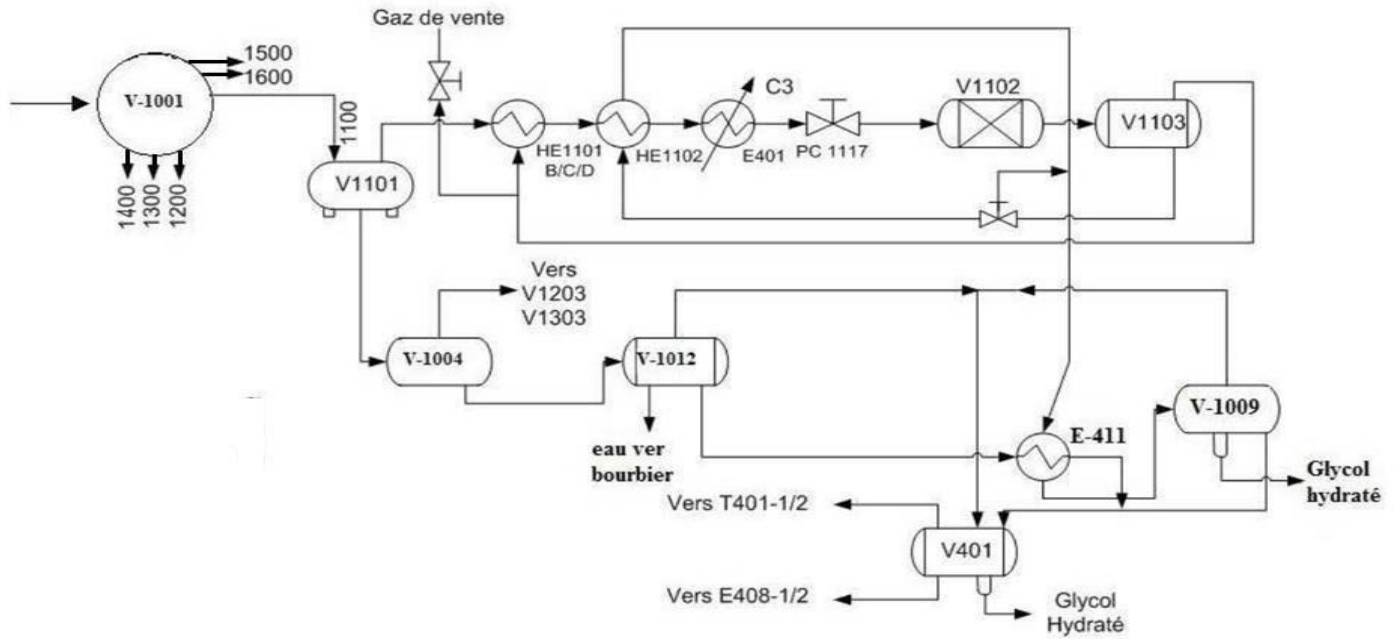 Gaz de vente
1500
1600
V-1001
1400
1300
1200
1100
V1101
HE1101
B/C/D
HE1102
C3
E401
PC 1117
V1102
V1103
Vers
V1203
V1303
V-1004
V-1012
eau ver
bourbier
E-411
V-1009
Glycol
hydraté
Vers T401-1/2
V401
Vers E408-1/2
Glycol
Hydraté